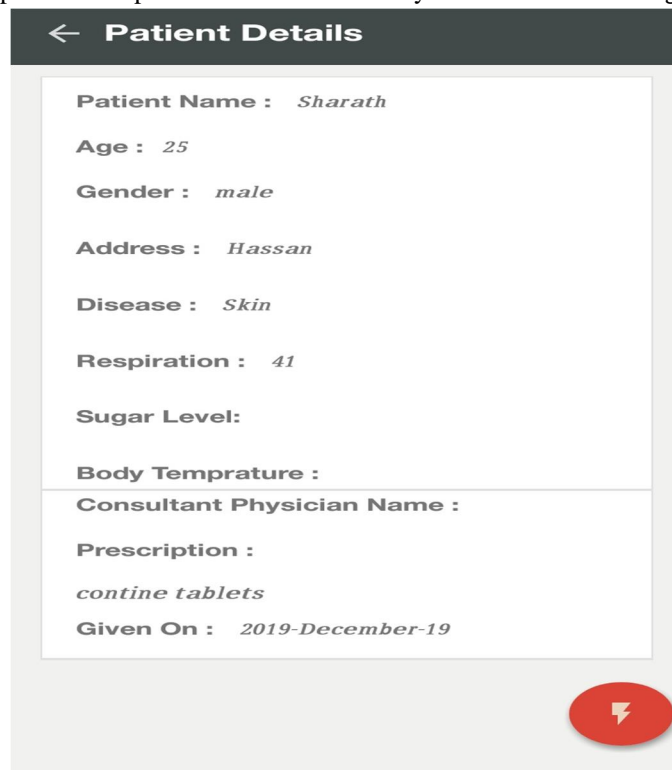 ← Patient Details
Patient Name : Sharath
Age : 25
Gender : male
Address : Hassan
Disease : Skin
Respiration : 41
Sugar Level:
Body Temprature :
Consultant Physician Name :
Prescription :
contine tablets
Given On : 2019-December-19